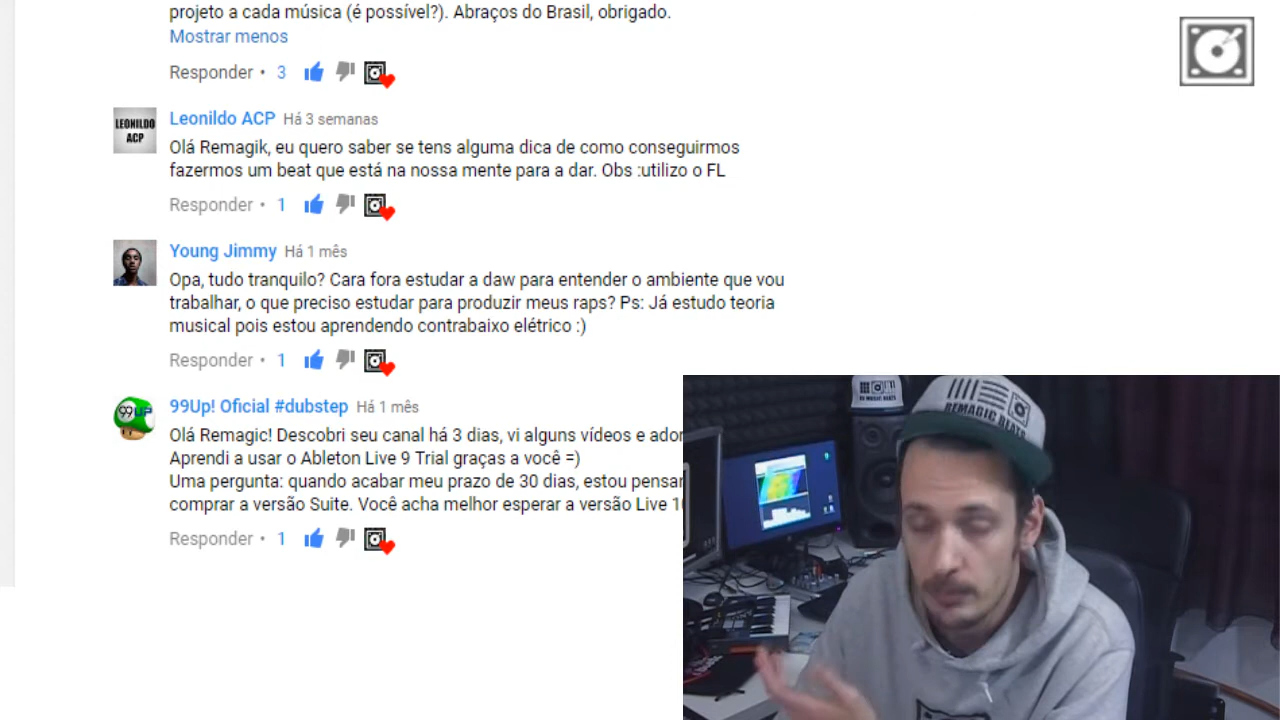 projeto a cada música (é possível?). Abraços do Brasil, obrigado.
Mostrar menos
Responder • 3
LEONILDO
ACP
Leonildo ACP Há 3 semanas
Olá Remagik, eu quero saber se tens alguma dica de como conseguirmos
fazermos um beat que está na nossa mente para a dar. Obs :utilizo o FL
Responder • 1
Young Jimmy Há 1 mês
Opa, tudo tranquilo? Cara fora estudar a daw para entender o ambiente que vou
trabalhar, o que preciso estudar para produzir meus raps? Ps: Já estudo teoria
musical pois estou aprendendo contrabaixo elétrico :)
Responder • 1
99UP
99Up! Oficial #dubstep Há 1 mês
Olá Remagic! Descobri seu canal há 3 dias, vi alguns vídeos e ador
Aprendi a usar o Ableton Live 9 Trial graças a você =)
Uma pergunta: quando acabar meu prazo de 30 dias, estou pensar
comprar a versão Suite. Você acha melhor esperar a versão Live 1
Responder • 1
REMAGIC BEATS